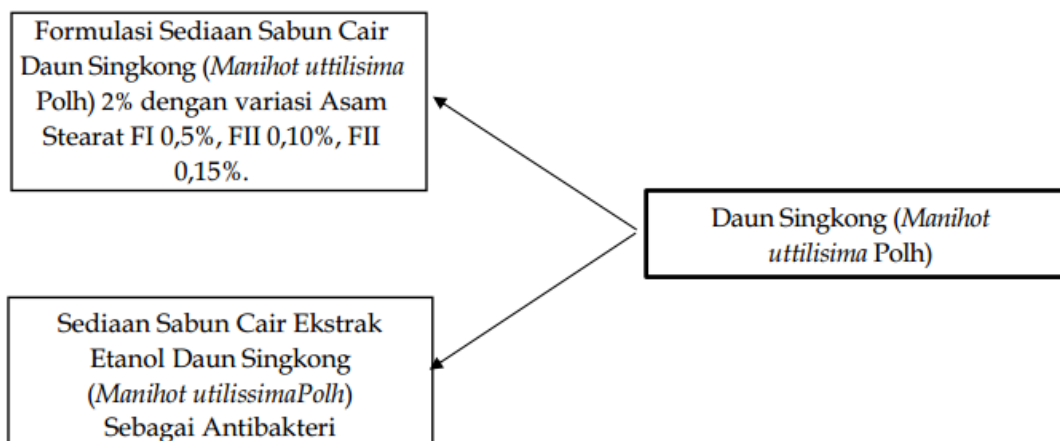 Formulasi Sediaan Sabun Cair
Daun Singkong (Manihot uttilisima
Polh) 2% dengan variasi Asam
Stearat FI 0,5%, FII 0,10%, FII
0,15%.
Daun Singkong (Manihot
uttilisima Polh)
Sediaan Sabun Cair Ekstrak
Etanol Daun Singkong
(Manihot utilissimaPolh)
Sebagai Antibakteri